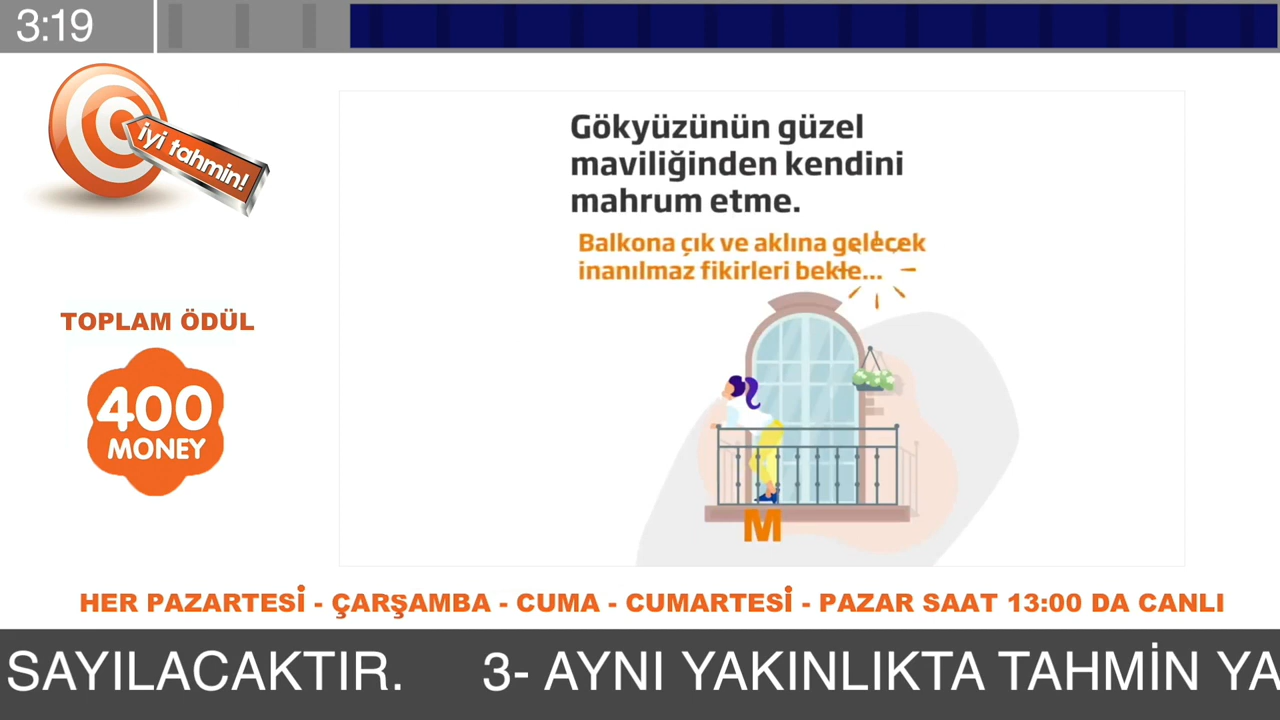 3:19
iyi tahmin!
Gökyüzünün güzel
maviliğinden kendini
mahrum etme.
Balkona çık ve aklına gelecek
inanılmaz fikirleri bekle...
TOPLAM ÖDÜL
400
MONEY
M
HER PAZARTESİ - ÇARŞAMBA - CUMA - CUMARTESİ - PAZAR SAAT 13:00 DA CANLI
SAYILACAKTIR. 3- AYNI YAKINLIKTA TAHMİN YA